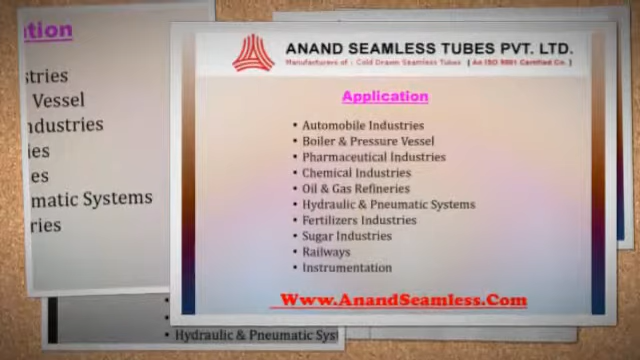 ANAND SEAMLESS TUBES PVT. LTD.
Manufacturers of : Cold Drawn Seamless Tubes [ An ISO 9001 Certified Co. ]
Application
• Automobile Industries
• Boiler & Pressure Vessel
• Pharmaceutical Industries
• Chemical Industries
• Oil & Gas Refineries
• Hydraulic & Pneumatic Systems
• Fertilizers Industries
• Sugar Industries
• Railways
• Instrumentation
Www.AnandSeamless.Com
ation
stries
Vessel
ndustries
ies
es
matic Systems
ries
• Hydraulic & Pneumatic Sys